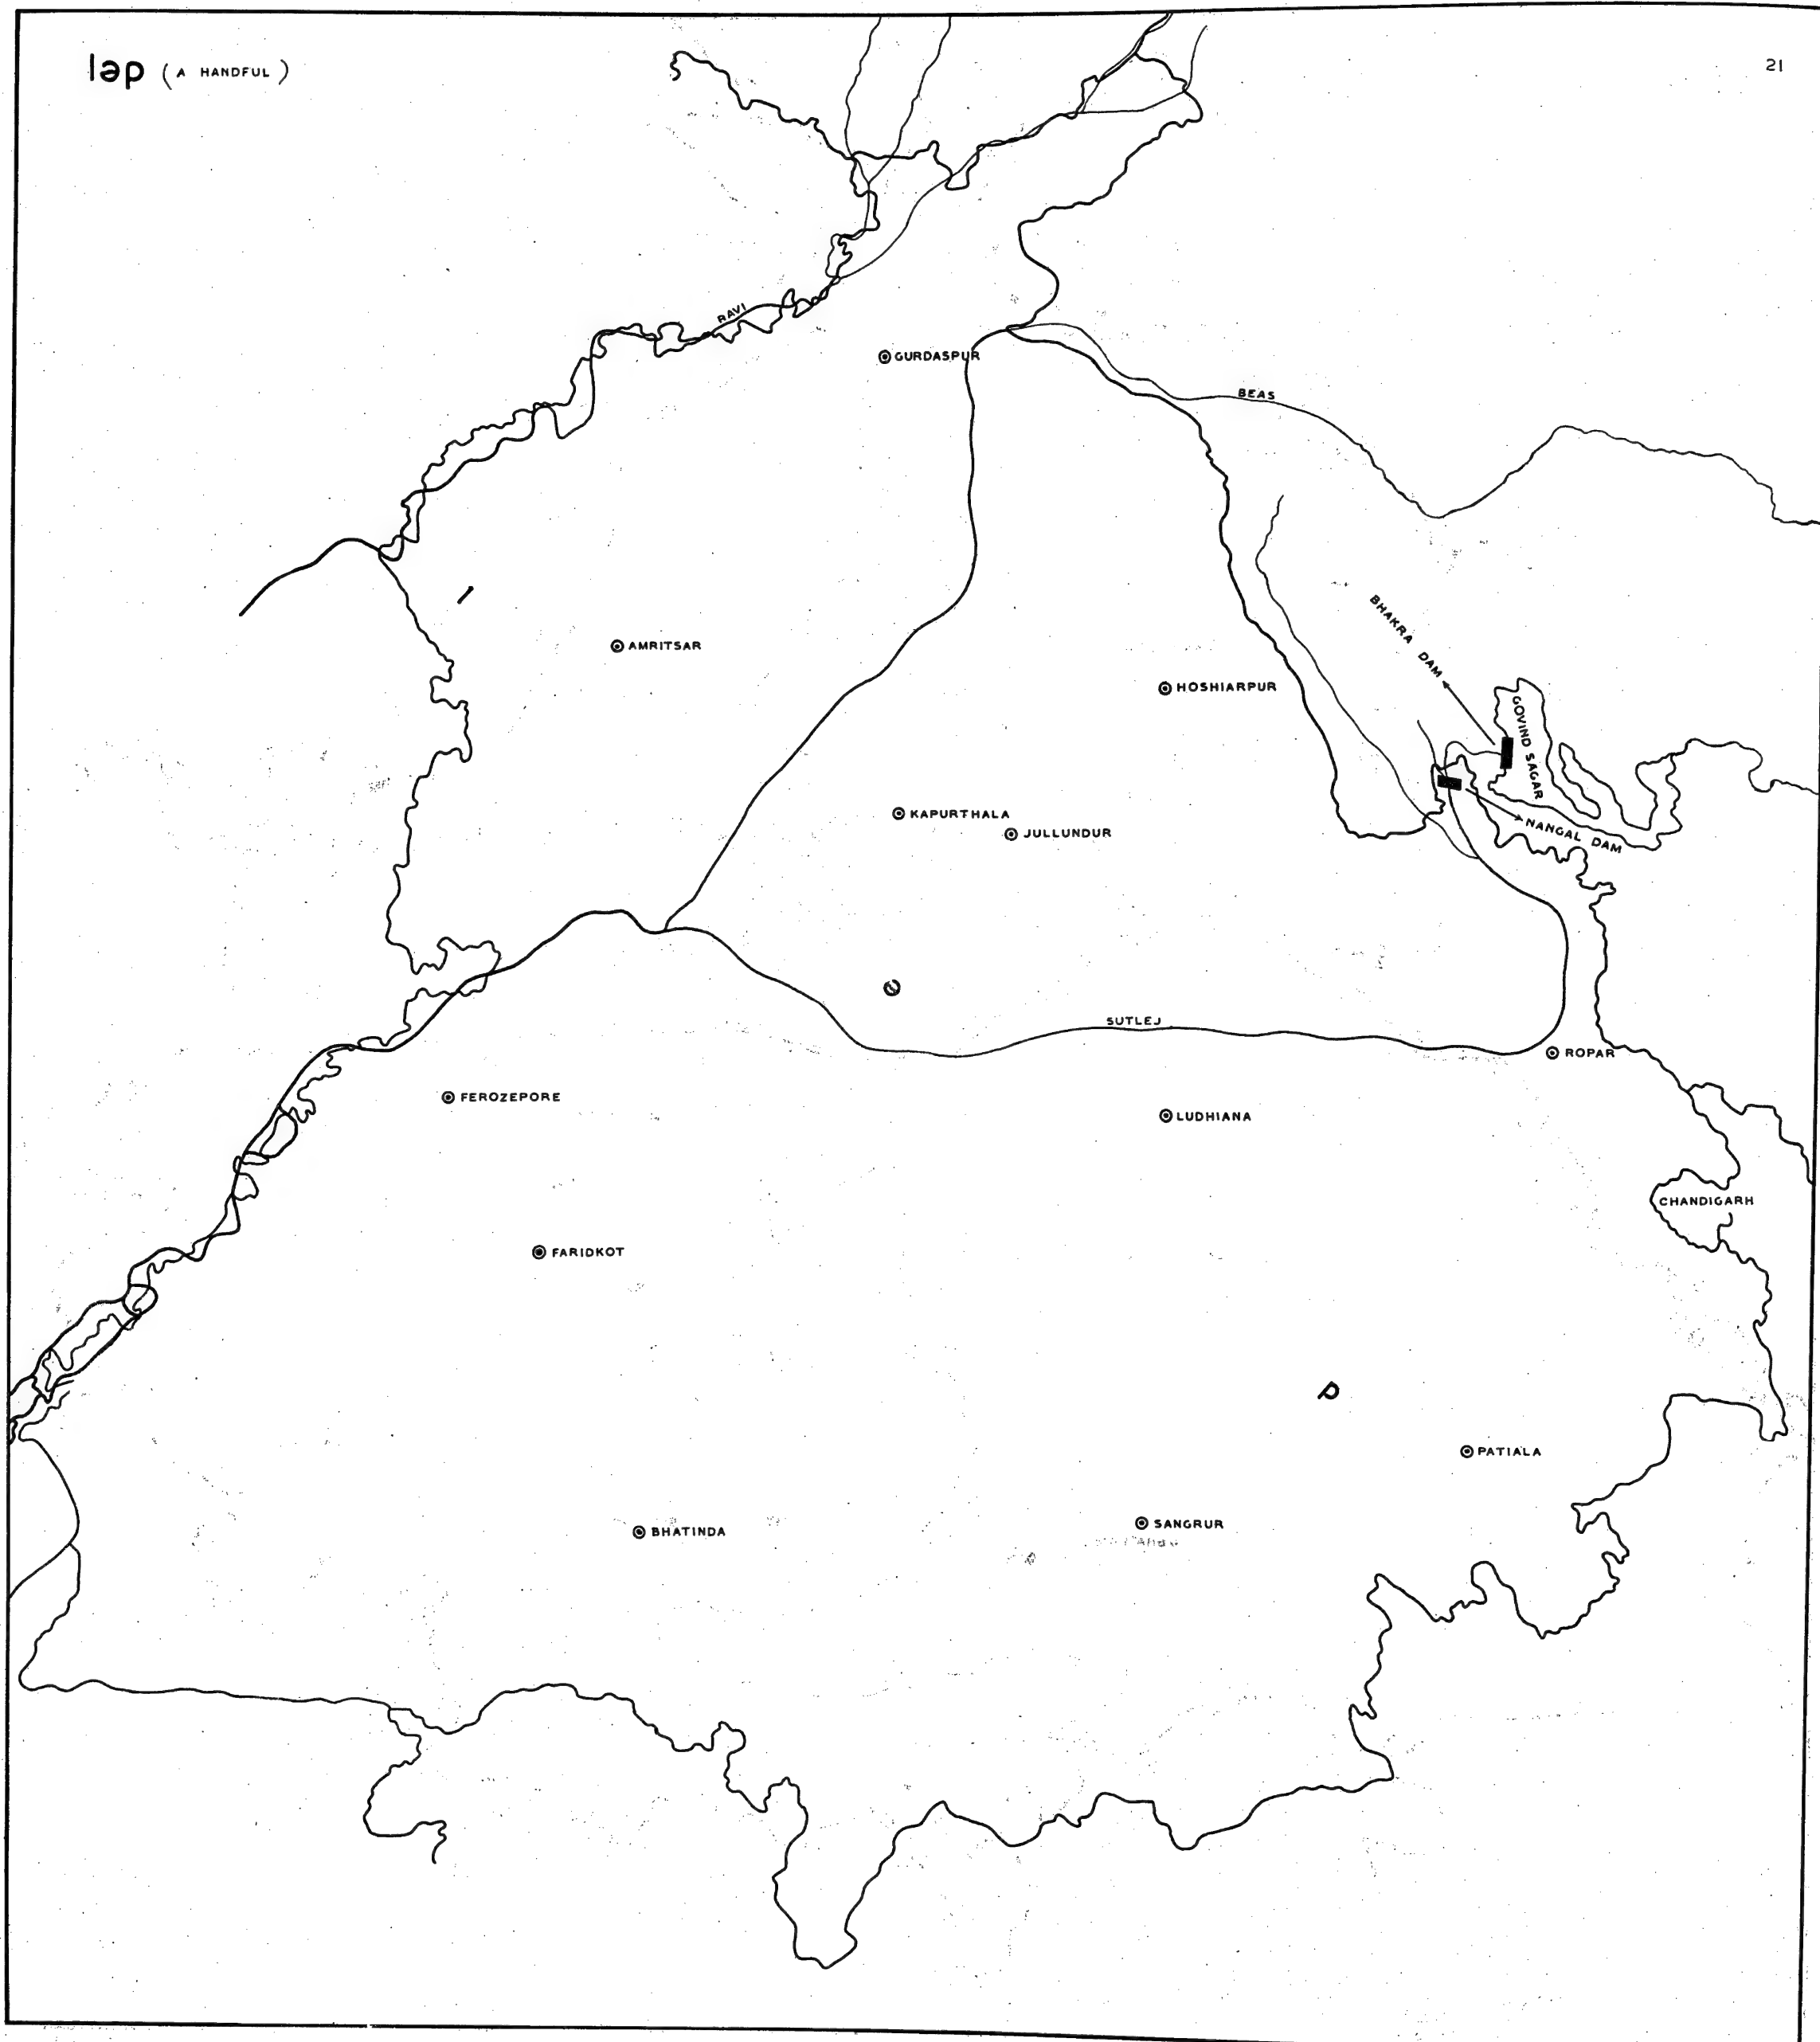 ləp (A HANDFUL)
21
RAVI
GURDASPUR
BEAS
BHAKRA DAM
AMRITSAR
HOSHIARPUR
GOVIND SAGAR
KAPURTHALA
JULLUNDUR
NANGAL DAM
l
ə
SUTLEJ
ROPAR
FEROZEPORE
LUDHIANA
CHANDIGARH
FARIDKOT
p
PATIALA
BHATINDA
SANGRUR